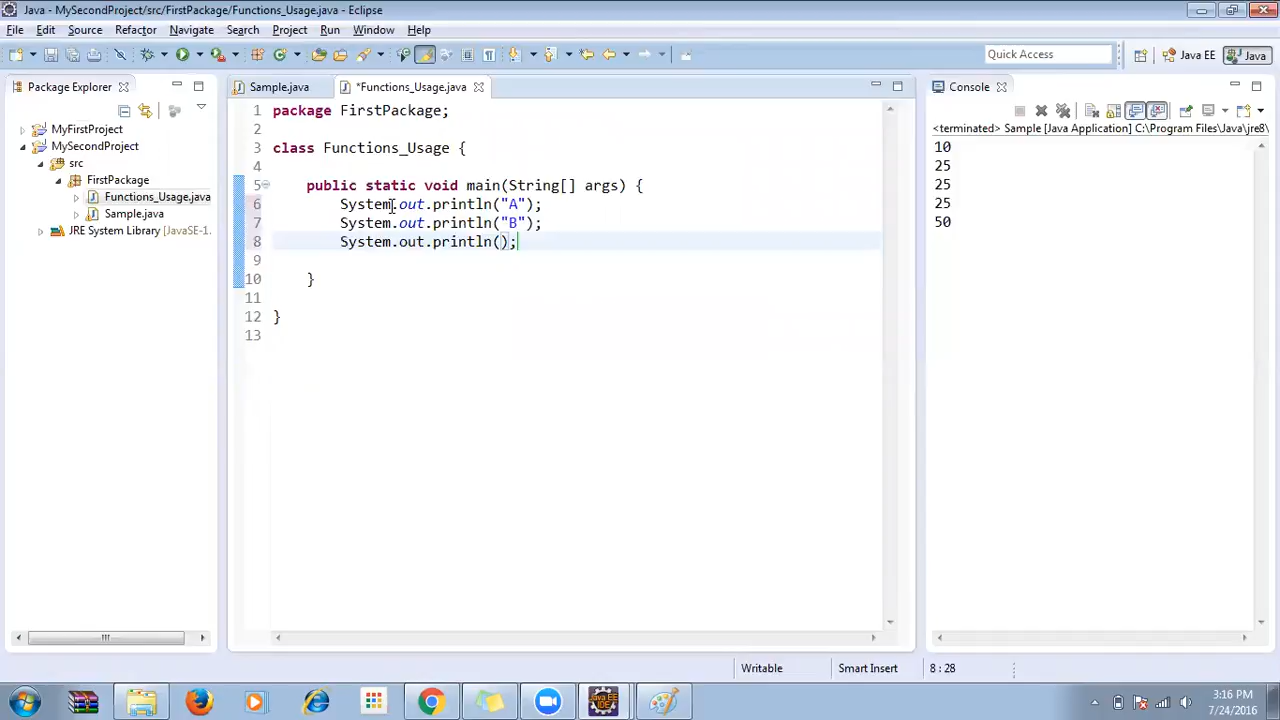 Java - MySecondProject/src/FirstPackage/Functions_Usage.java - Eclipse
File Edit Source Refactor Navigate Search Project Run Window Help
Quick Access
Java EE
Java
Package Explorer
Sample.java
*Functions_Usage.java
Console
MyFirstProject
MySecondProject
src
FirstPackage
Functions_Usage.java
Sample.java
JRE System Library [JavaSE-1.
1 package FirstPackage;
2
3 class Functions_Usage {
4
5 public static void main(String[] args) {
6 System.out.println("A");
7 System.out.println("B");
8 System.out.println();
9
10 }
11
12 }
13
<terminated> Sample [Java Application] C:\Program Files\Java\jre8\
10
25
25
25
50
Writable
Smart Insert
8 : 28
Java EE
IDE
3:16 PM
7/24/2016